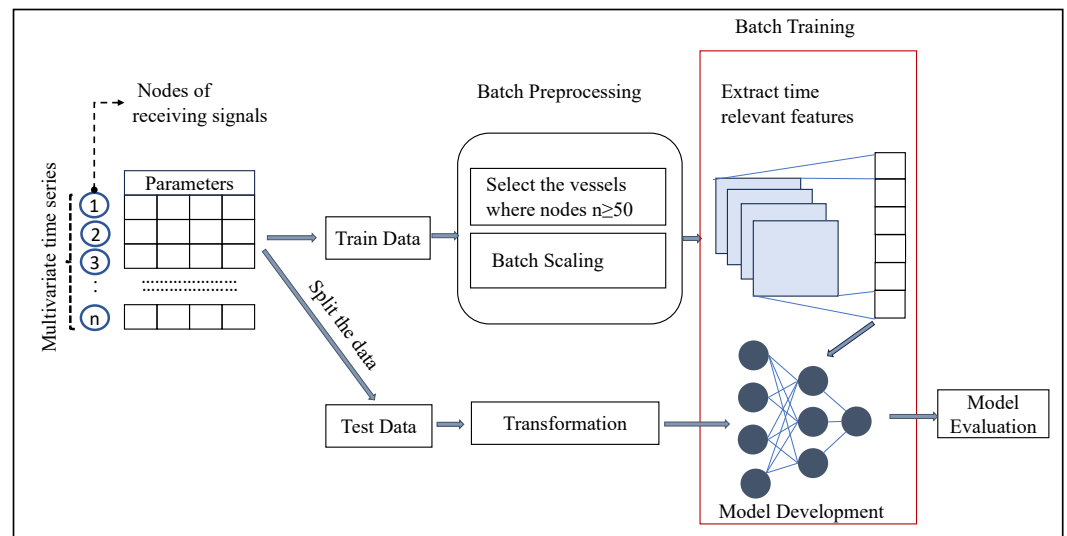 Batch Training
Nodes of
receiving signals
Batch Preprocessing
Extract time
relevant features
Multivariate time series
Parameters
1
2
3
:
n
Select the vessels
where nodes n≥50
Batch Scaling
Train Data
Split the data
Test Data
Transformation
Model
Evaluation
Model Development